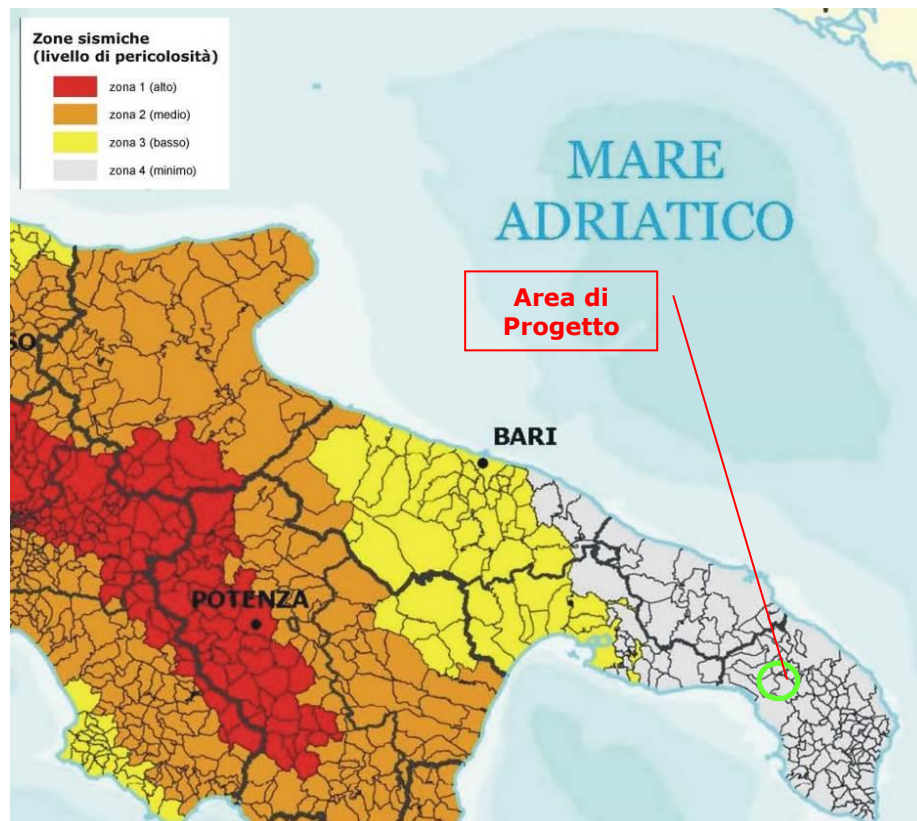 Zone sismiche
(livello di pericolosità)
zona 1 (alto)
zona 2 (medio)
zona 3 (basso)
zona 4 (minimo)
MARE
ADRIATICO
Area di
Progetto
SO
BARI
POTENZA